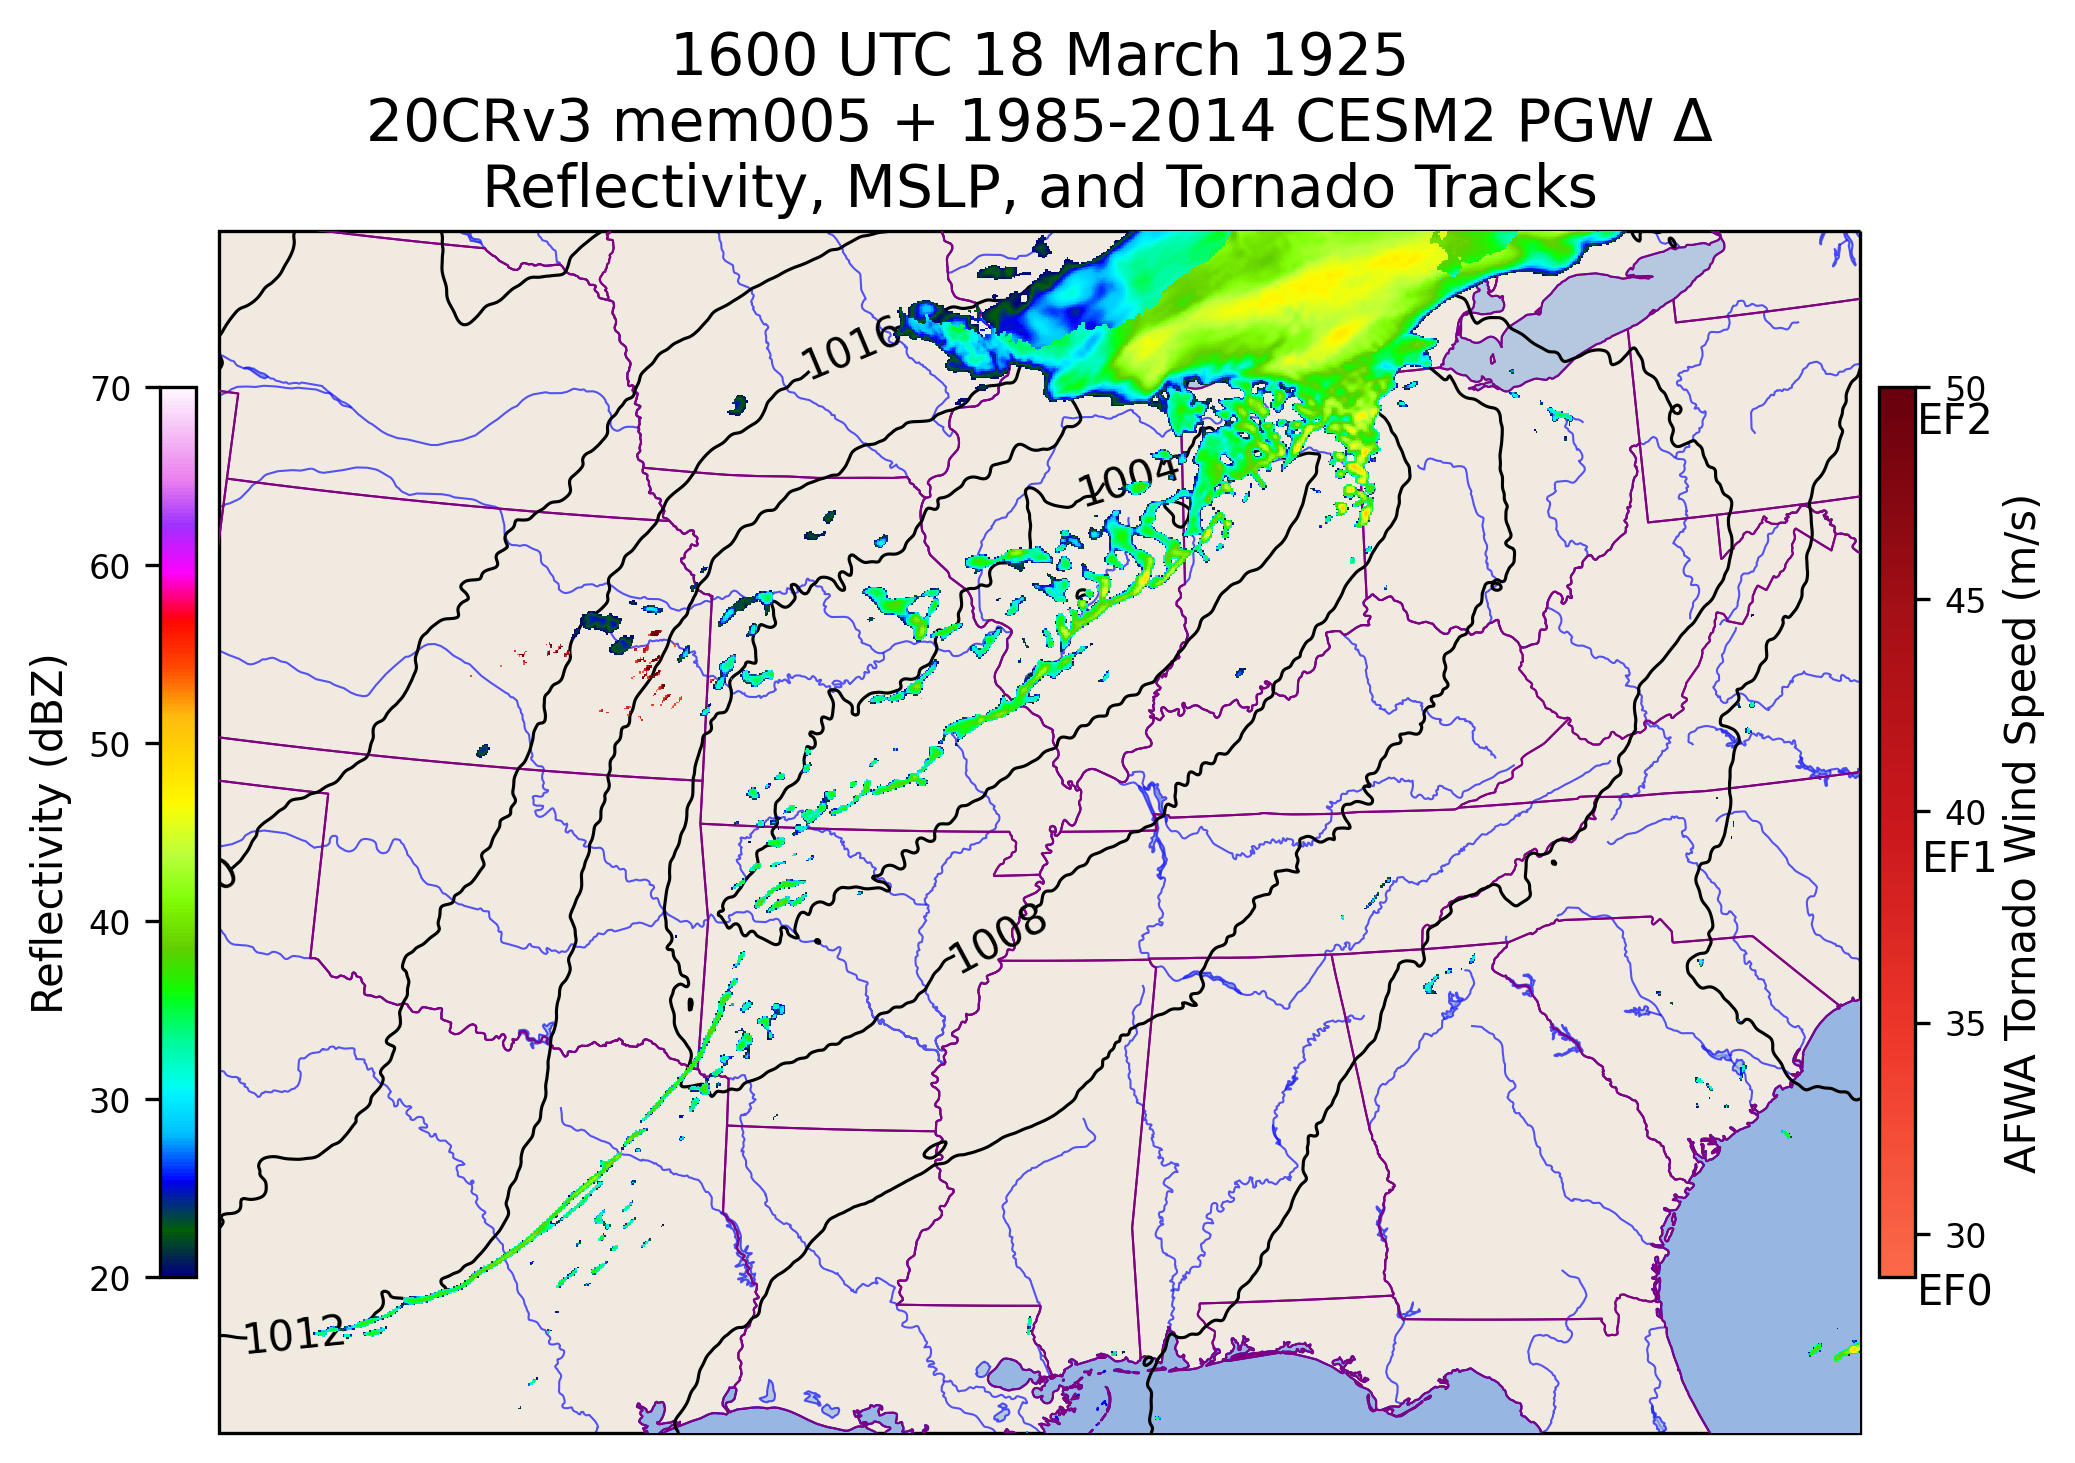 1600 UTC 18 March 1925
20CRv3 mem005 + 1985-2014 CESM2 PGW Δ
Reflectivity, MSLP, and Tornado Tracks
70
60
50
40
30
20
Reflectivity (dBZ)
1016
1004
1008
1012
50
EF2
45
40
EF1
35
30
EF0
AFWA Tornado Wind Speed (m/s)